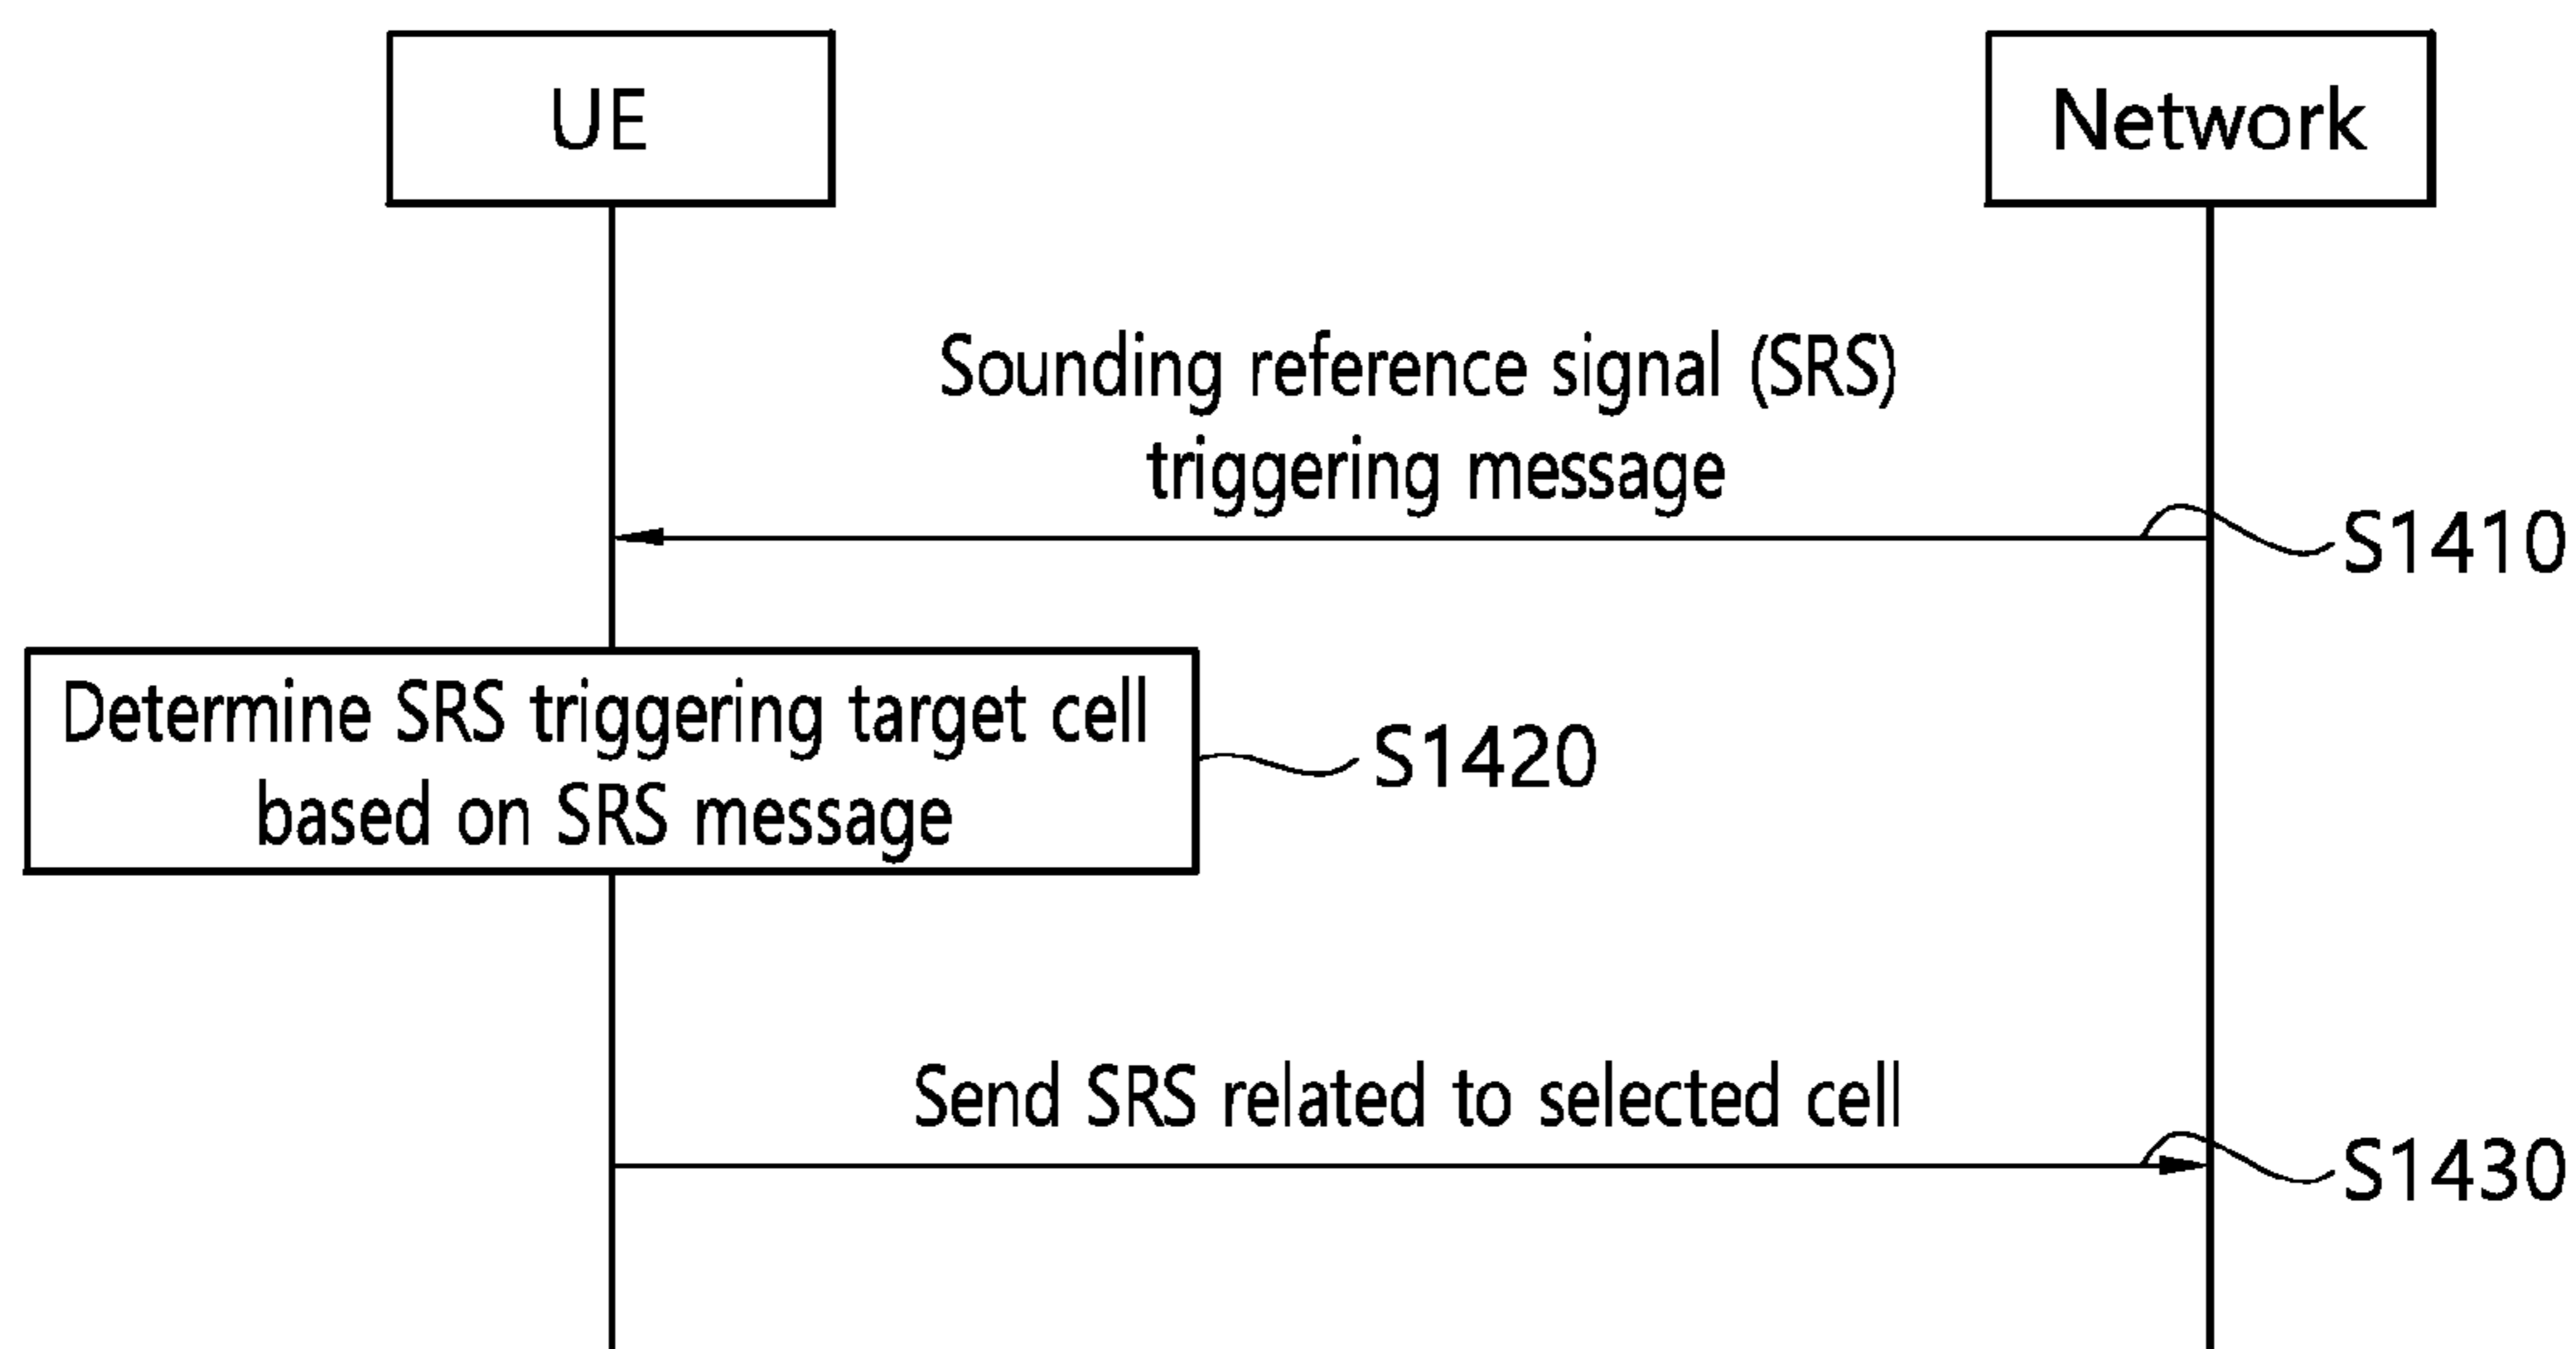 UE
Network
Sounding reference signal (SRS)
triggering message
S1410
Determine SRS triggering target cell
based on SRS message
S1420
Send SRS related to selected cell
S1430